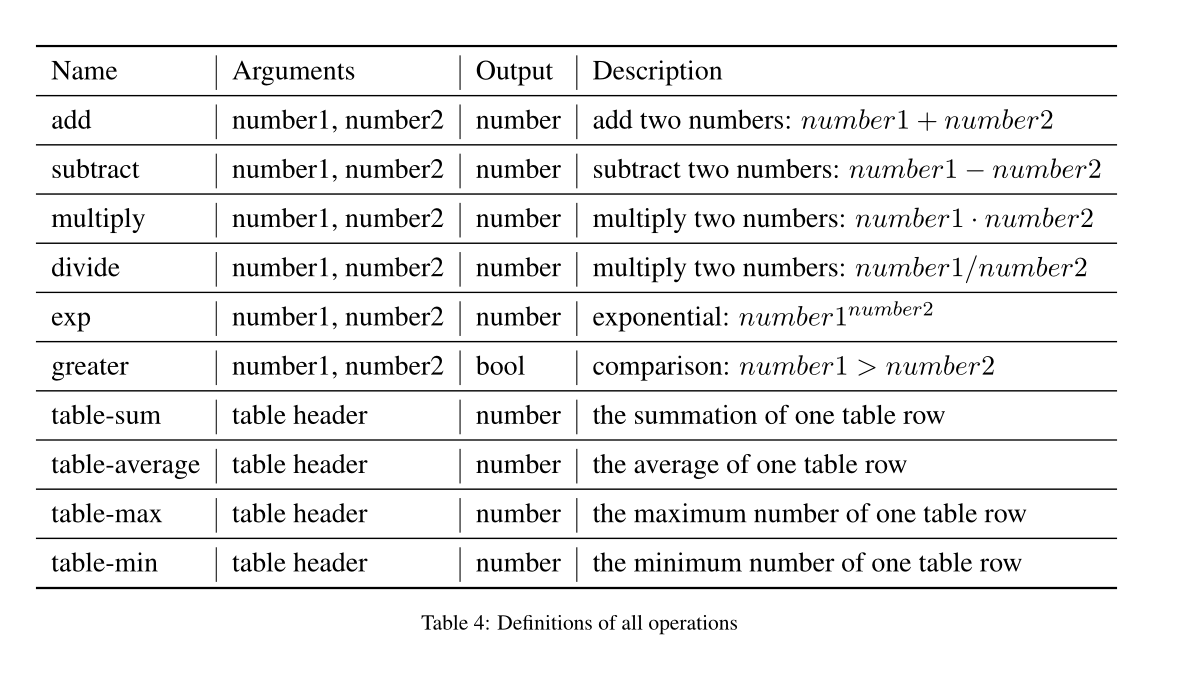 Name Arguments Output Description
add number1, number2 number add two numbers: number1 + number2
subtract number1, number2 number subtract two numbers: number1 − number2
multiply number1, number2 number multiply two numbers: number1 · number2
divide number1, number2 number multiply two numbers: number1/number2
exp number1, number2 number exponential: number1^number2
greater number1, number2 bool comparison: number1 > number2
table-sum table header number the summation of one table row
table-average table header number the average of one table row
table-max table header number the maximum number of one table row
table-min table header number the minimum number of one table row
Table 4: Definitions of all operations